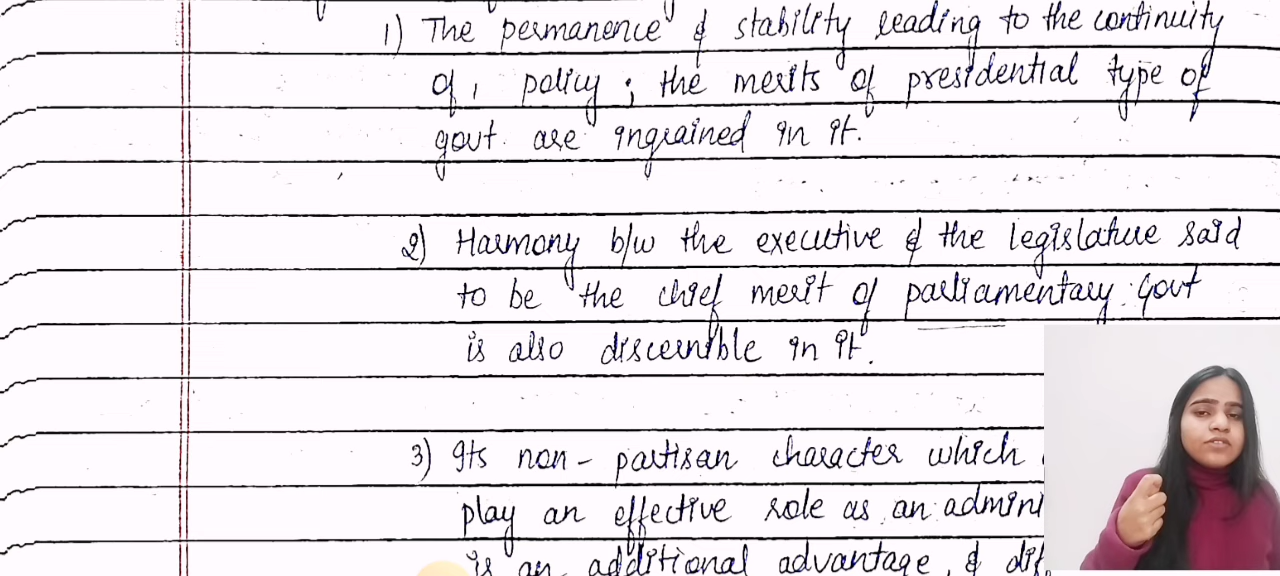 1) The permanence & stability leading to the continuity
of, policy ; the merits of presidential type of
govt. are ingrained in it.
2) Harmony b/w the executive & the legislature said
to be the chief merit of parliamentary. Govt
is also discernible in it.
3) Its non - partisan character which
play an effective role as an
is an additional advantage, &